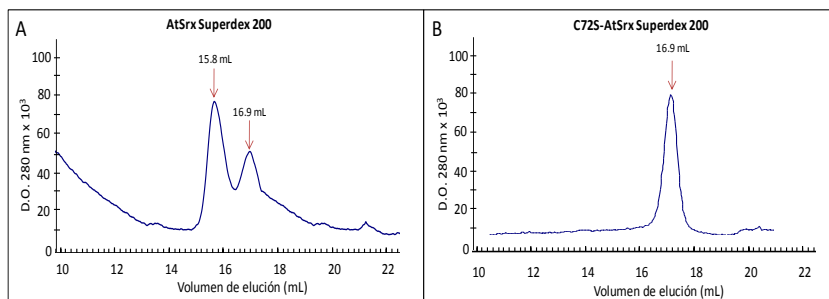 A
AtSrx Superdex 200
15.8 mL
16.9 mL
D.O. 280 nm x 10³
100
80
60
40
20
0
10 12 14 16 18 20 22
Volumen de elución (mL)
B
C72S-AtSrx Superdex 200
16.9 mL
D.O. 280 nm x 10³
100
80
60
40
20
0
10 12 14 16 18 20 22
Volumen de elución (mL)